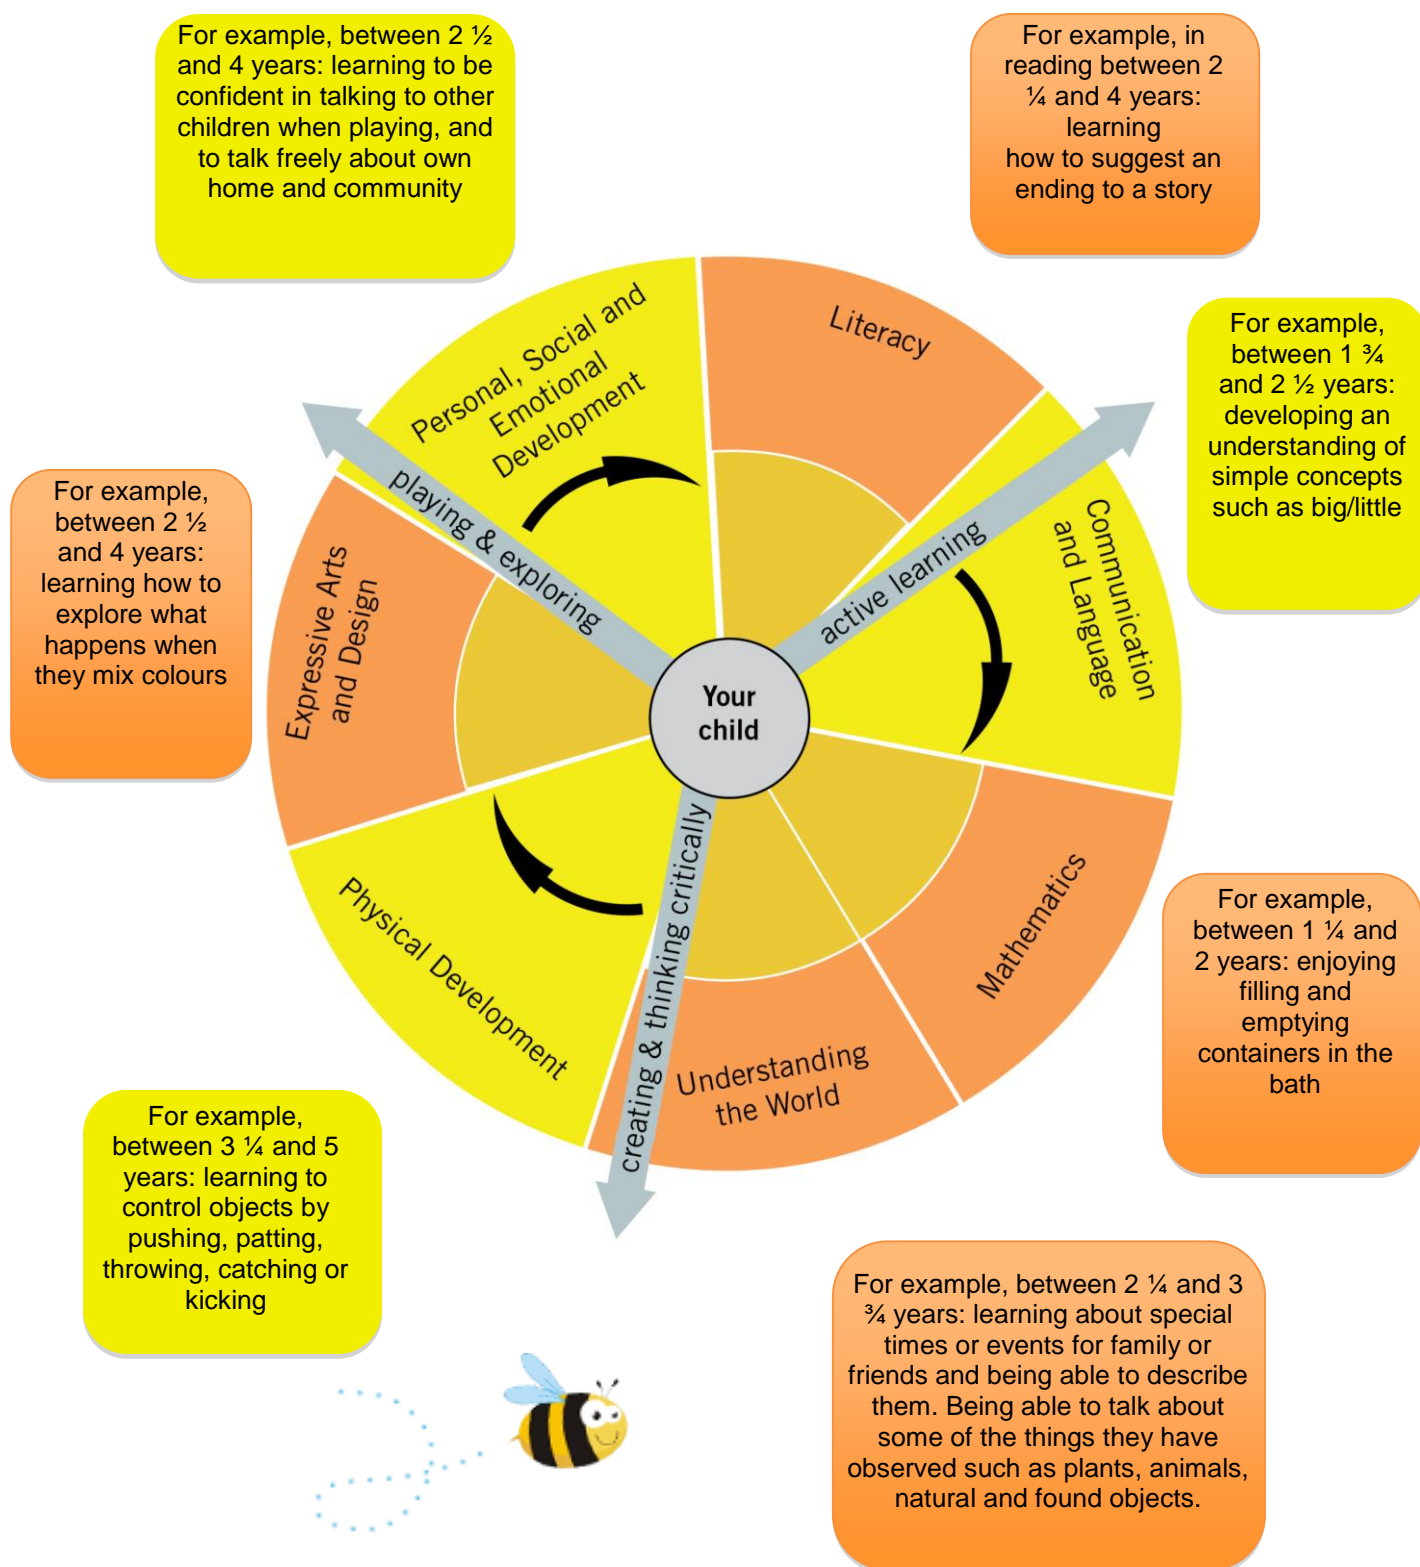 For example, between 2 ½
and 4 years: learning to be
confident in talking to other
children when playing, and
to talk freely about own
home and community
For example, in
reading between 2
¼ and 4 years:
learning
how to suggest an
ending to a story
For example,
between 1 ¾
and 2 ½ years:
developing an
understanding of
simple concepts
such as big/little
For example,
between 2 ½
and 4 years:
learning how to
explore what
happens when
they mix colours
Personal, Social and
Emotional
Development
Literacy
playing & exploring
active learning
Communication
and Language
Expressive Arts
and Design
Your
child
Physical Development
creating & thinking critically
Mathematics
Understanding
the World
For example,
between 1 ¼ and
2 years: enjoying
filling and
emptying
containers in the
bath
For example,
between 3 ¼ and 5
years: learning to
control objects by
pushing, patting,
throwing, catching or
kicking
For example, between 2 ¼ and 3
¾ years: learning about special
times or events for family or
friends and being able to describe
them. Being able to talk about
some of the things they have
observed such as plants, animals,
natural and found objects.